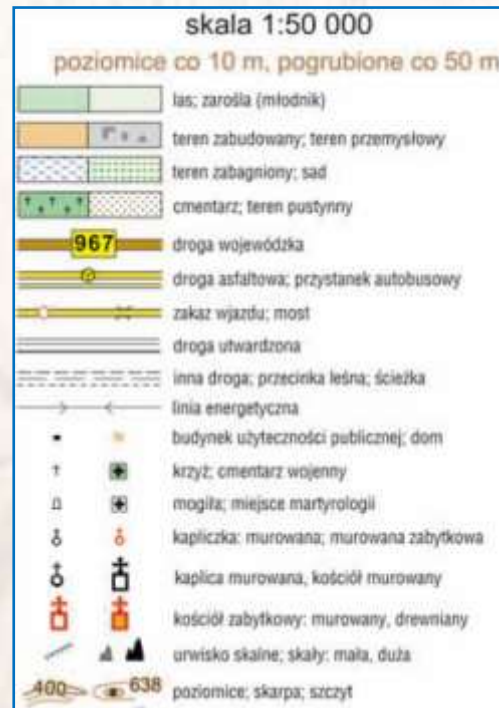 skala 1:50 000
poziomice co 10 m, pogrubione co 50 m
las; zarośla (młodnik)
teren zabudowany; teren przemysłowy
teren zabagniony; sad
cmentarz; teren pustynny
967 droga wojewódzka
droga asfaltowa; przystanek autobusowy
zakaz wjazdu; most
droga utwardzona
inna droga; przecinka leśna; ścieżka
linia energetyczna
budynek użyteczności publicznej; dom
krzyż; cmentarz wojenny
mogiła; miejsce martyrologii
kapliczka: murowana; murowana zabytkowa
kaplica murowana, kościół murowany
kościół zabytkowy: murowany, drewniany
urwisko skalne; skały: mała, duża
400 638 poziomice; skarpa; szczyt